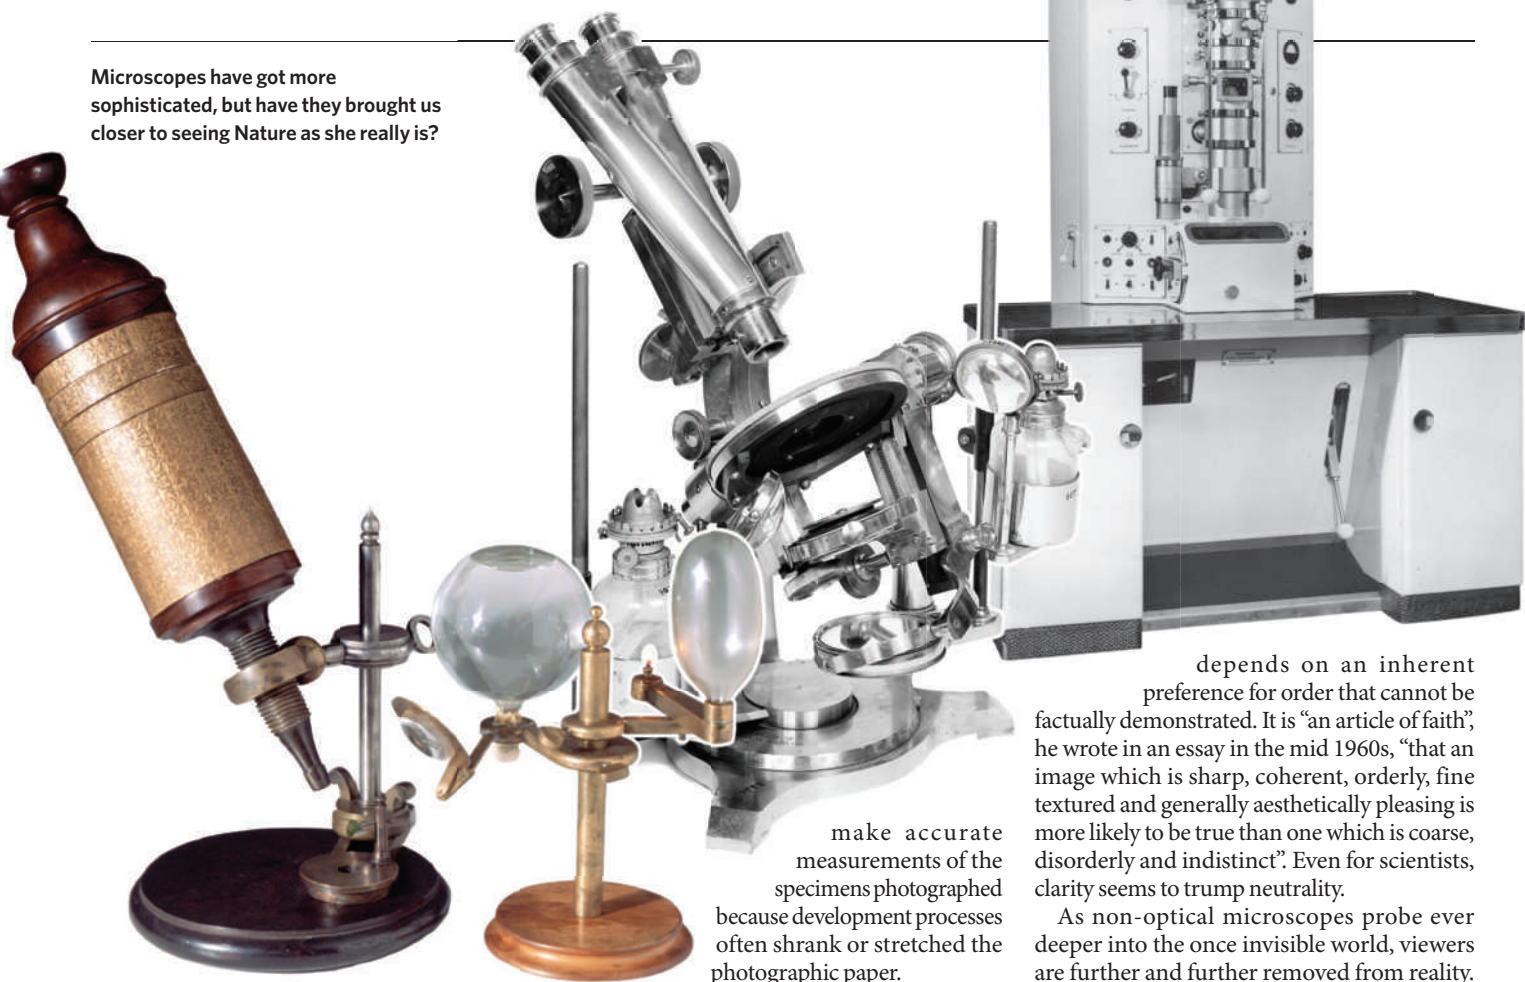 Microscopes have got more
sophisticated, but have they brought us
closer to seeing Nature as she really is?
make accurate
measurements of the
specimens photographed
because development processes
often shrank or stretched the
photographic paper.
depends on an inherent
preference for order that cannot be
factually demonstrated. It is “an article of faith”,
he wrote in an essay in the mid 1960s, “that an
image which is sharp, coherent, orderly, fine
textured and generally aesthetically pleasing is
more likely to be true than one which is coarse,
disorderly and indistinct”. Even for scientists,
clarity seems to trump neutrality.
As non-optical microscopes probe ever
deeper into the once invisible world, viewers
are further and further removed from reality.